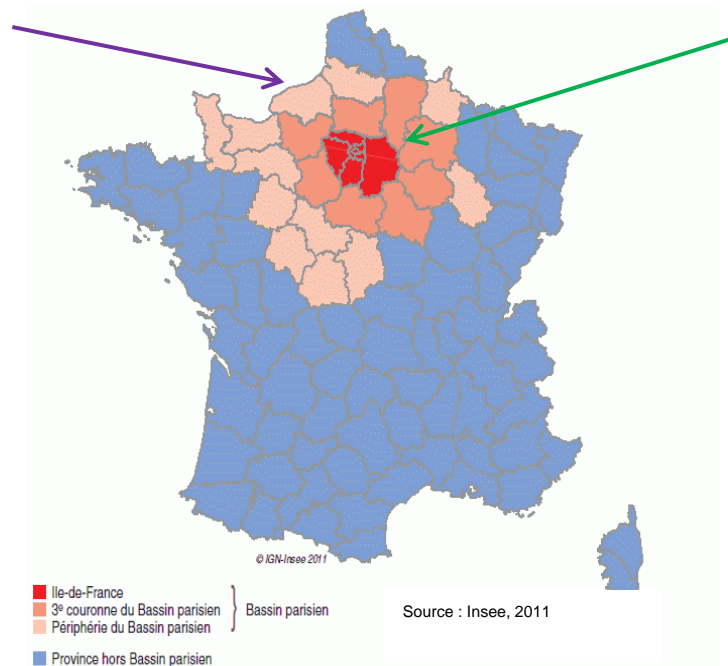 © IGN-Insee 2011
Ile-de-France
3e couronne du Bassin parisien
Périphérie du Bassin parisien
Bassin parisien
Province hors Bassin parisien
Source : Insee, 2011